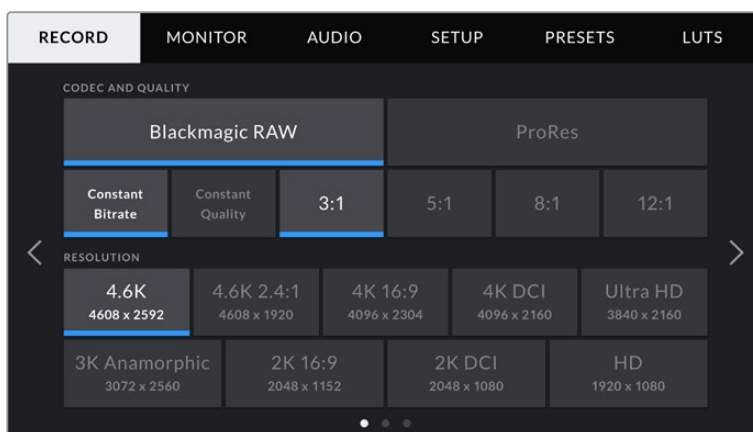 RECORD MONITOR AUDIO SETUP PRESETS LUTS
CODEC AND QUALITY
Blackmagic RAW ProRes
Constant Bitrate Constant Quality 3:1 5:1 8:1 12:1
RESOLUTION
4.6K 4.6K 2.4:1 4K 16:9 4K DCI Ultra HD
4608 x 2592 4608 x 1920 4096 x 2304 4096 x 2160 3840 x 2160
3K Anamorphic 2K 16:9 2K DCI HD
3072 x 2560 2048 x 1152 2048 x 1080 1920 x 1080